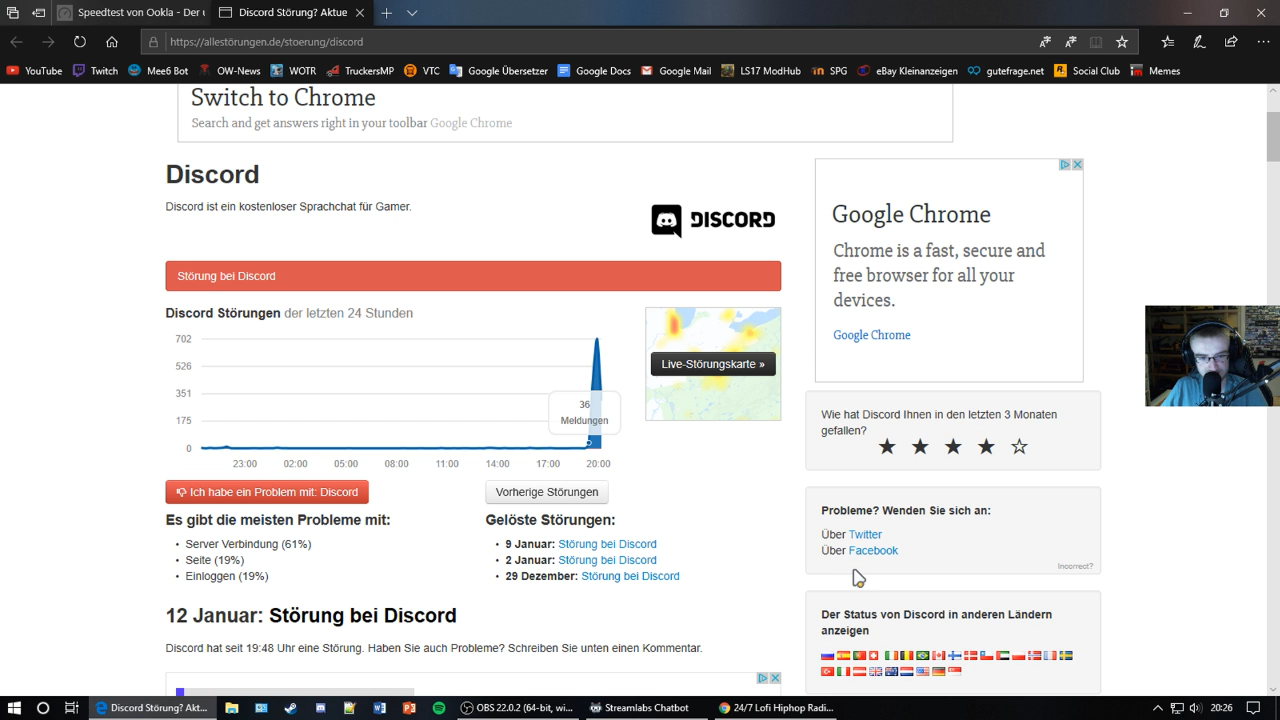 Speedtest von Ookla - Der u
Discord Störung? Aktue
https://allestörungen.de/stoerung/discord
YouTube
Twitch
Mee6 Bot
OW-News
WOTR
TruckersMP
VTC
Google Übersetzer
Google Docs
Google Mail
LS17 ModHub
SPG
eBay Kleinanzeigen
gutefrage.net
Social Club
Memes
Switch to Chrome
Search and get answers right in your toolbar Google Chrome
Discord
Discord ist ein kostenloser Sprachchat für Gamer.
DISCORD
Störung bei Discord
Discord Störungen der letzten 24 Stunden
702
526
351
175
0
36
Meldungen
23:00 02:00 05:00 08:00 11:00 14:00 17:00 20:00
Live-Störungskarte »
Ich habe ein Problem mit: Discord
Vorherige Störungen
Es gibt die meisten Probleme mit:
• Server Verbindung (61%)
• Seite (19%)
• Einloggen (19%)
Gelöste Störungen:
• 9 Januar: Störung bei Discord
• 2 Januar: Störung bei Discord
• 29 Dezember: Störung bei Discord
12 Januar: Störung bei Discord
Discord hat seit 19:48 Uhr eine Störung. Haben Sie auch Probleme? Schreiben Sie unten einen Kommentar.
Google Chrome
Chrome is a fast, secure and
free browser for all your
devices.
Google Chrome
Wie hat Discord Ihnen in den letzten 3 Monaten
gefallen?
Probleme? Wenden Sie sich an:
Über Twitter
Über Facebook
Incorrect?
Der Status von Discord in anderen Ländern
anzeigen
Discord Störung? Akt...
OBS 22.0.2 (64-bit, wi...
Streamlabs Chatbot
24/7 Lofi Hiphop Radi...
20:26